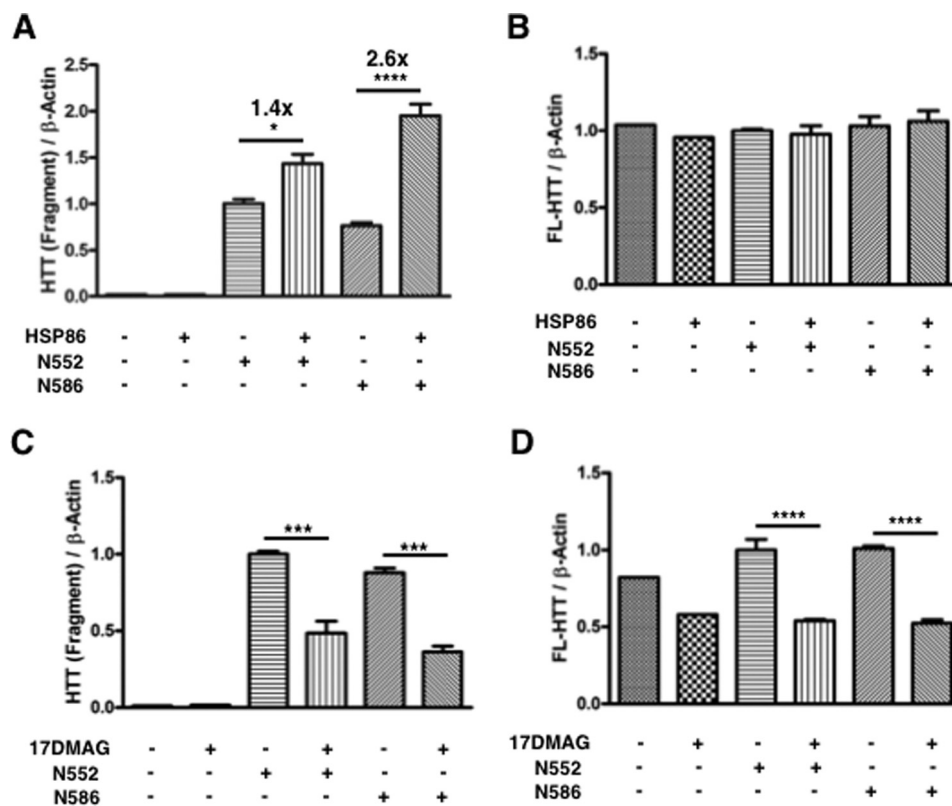 A
HTT (Fragment) / β-Actin
2.5
2.0
1.5
1.0
0.5
0.0
1.4x
*
2.6x
****
HSP86 - + - + - +
N552 - - + + - -
N586 - - - - + +
B
FL-HTT / β-Actin
1.5
1.0
0.5
0.0
HSP86 - + - + - +
N552 - - + + - -
N586 - - - - + +
C
HTT (Fragment) / β-Actin
1.5
1.0
0.5
0.0
***
***
17DMAG - + - + - +
N552 - - + + - -
N586 - - - - + +
D
FL-HTT / β-Actin
1.5
1.0
0.5
0.0
****
****
17DMAG - + - + - +
N552 - - + + - -
N586 - - - - + +